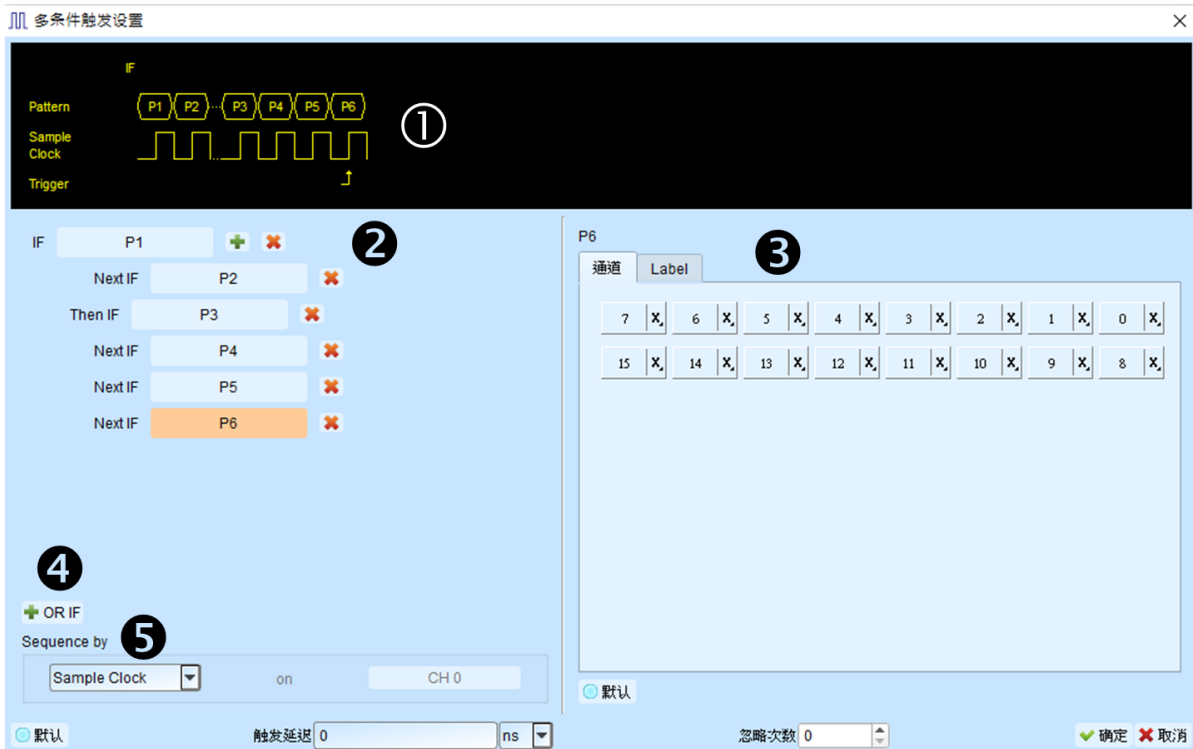 多条件触发设置
IF
Pattern P1 P2 P3 P4 P5 P6
①
Sample
Clock
Trigger
IF P1 ❷
Next IF P2
Then IF P3
Next IF P4
Next IF P5
Next IF P6
P6
通道 Label ❸
7 X 6 X 5 X 4 X 3 X 2 X 1 X 0 X
15 X 14 X 13 X 12 X 11 X 10 X 9 X 8 X
❹
OR IF
Sequence by ❺
Sample Clock on CH 0
默认
默认 触发延迟 0 ns 忽略次数 0 确定 取消